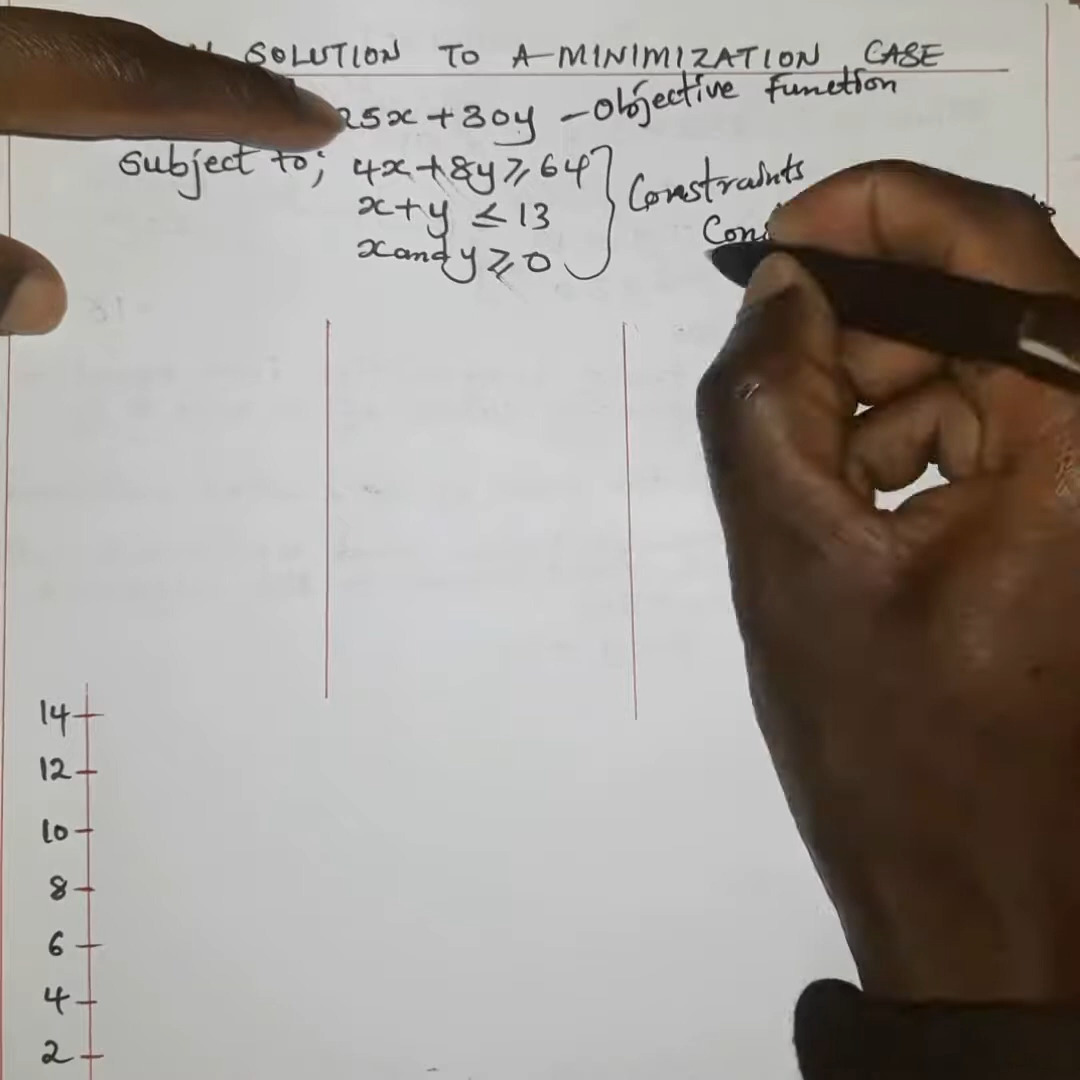 SOLUTION TO A MINIMIZATION CASE
25x + 30y - Objective Function
Subject to; 4x + 8y ≥ 64 Constraints
x + y ≤ 13
x and y ≥ 0
14
12
10
8
6
4
2